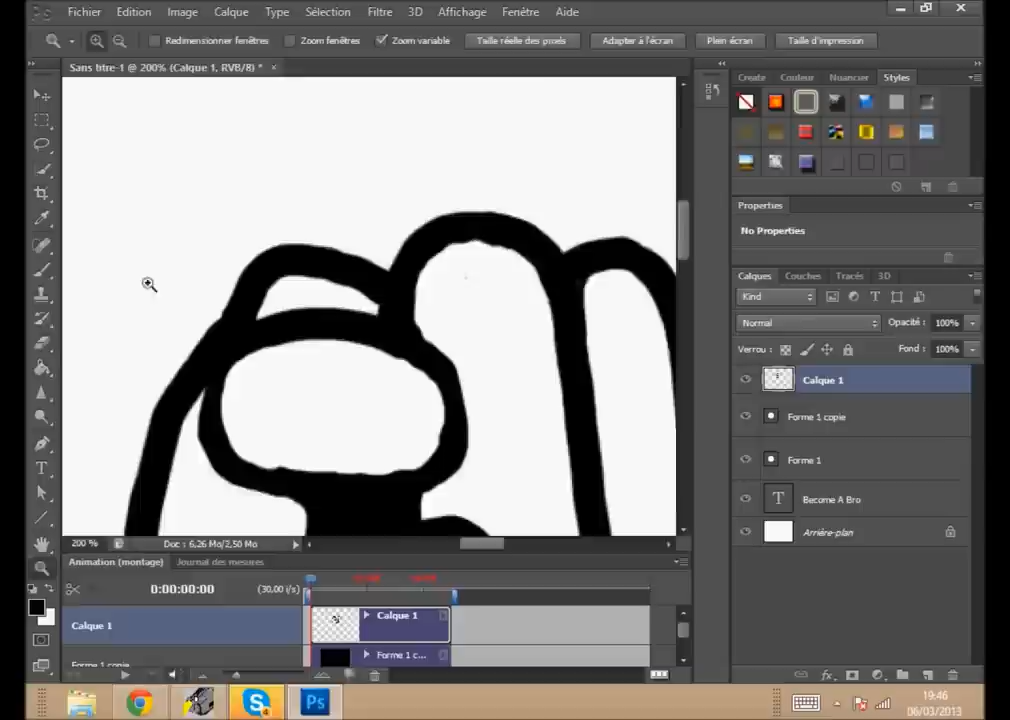 Fichier Edition Image Calque Type Sélection Filtre 3D Affichage Fenêtre Aide
Redimensionner fenêtres Zoom fenêtres Zoom variable Taille réelle des pixels Adapter à l'écran Plein écran Taille d'impression
Sans titre-1 @ 200% (Calque 1, RVB/8) * ×
Create Couleur Nuancier Styles
Properties
No Properties
Calques Couches Tracés 3D
Kind
Normal Opacité : 100%
Verrou : Fond : 100%
Calque 1
Forme 1 copie
Forme 1
T Become A Bro
Arrière-plan
200 % Doc : 6,26 Mo/2,50 Mo
Animation (montage) Journal des mesures
0:00:00:00 (30,00 i/s)
Calque 1 Calque 1
Forme 1 copie Forme 1 c...
Ps
19:46
06/03/2013